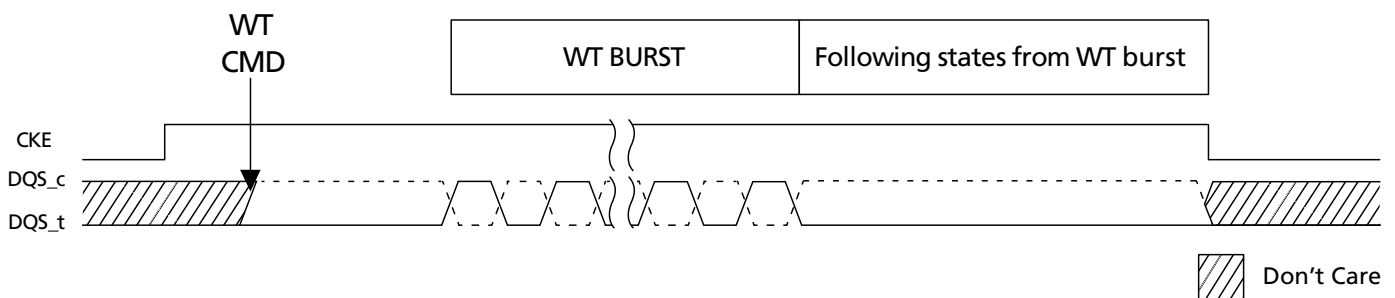 WT
CMD
WT BURST
Following states from WT burst
CKE
DQS_c
DQS_t
Don't Care